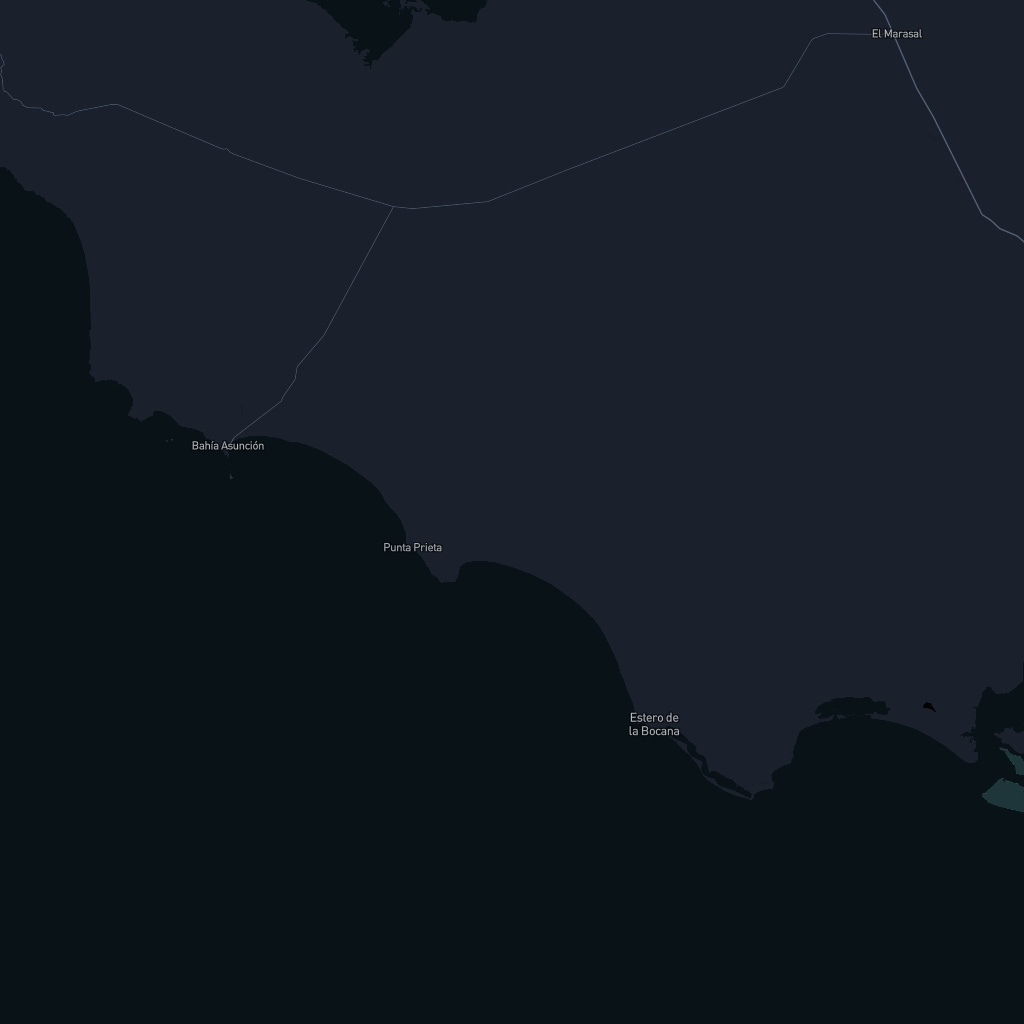 El Marasal
Bahía Asunción
Punta Prieta
Estero de
la Bocana